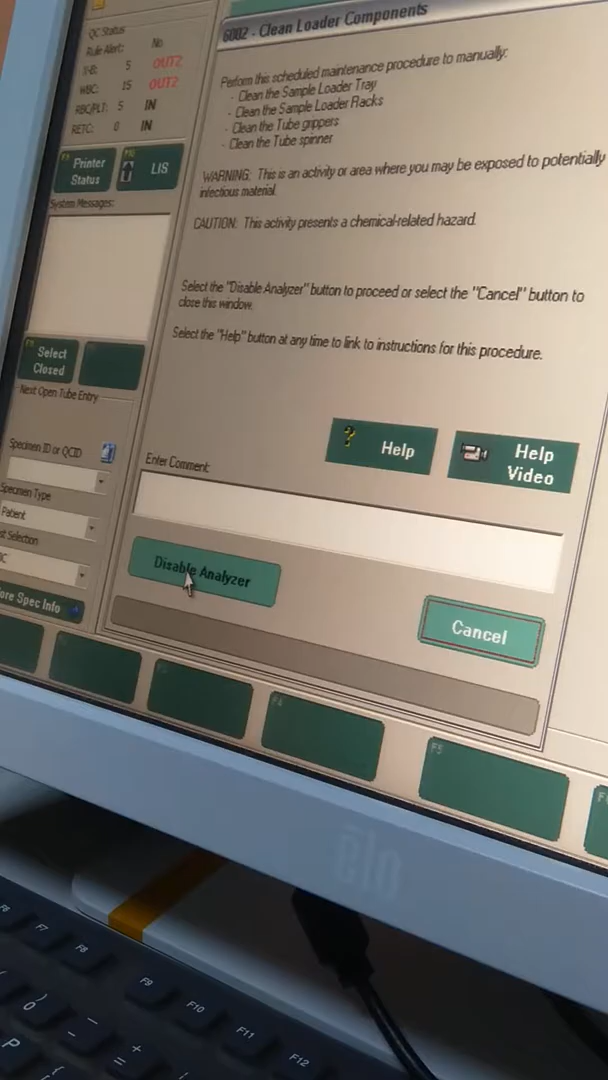 6002 - Clean Loader Components
QC Status
Rule Alert: No
X-B: 5 OUT2
WBC: 15 OUT2
RBC/PLT: 5 IN
RETC: 0 IN
Printer
Status
LIS
System Messages:
Select
Closed
Next Open Tube Entry
Specimen ID or QCID
Specimen Type
Patient
Selection
More Spec Info
Perform this scheduled maintenance procedure to manually:
- Clean the Sample Loader Tray
- Clean the Sample Loader Racks
- Clean the Tube grippers
- Clean the Tube spinner
WARNING: This is an activity or area where you may be exposed to potentially
infectious material.
CAUTION: This activity presents a chemical-related hazard.
Select the "Disable Analyzer" button to proceed or select the "Cancel" button to
close this window.
Select the "Help" button at any time to link to instructions for this procedure.
? Help
Help
Video
Enter Comment:
Disable Analyzer
Cancel
F4
F5
elo
F6
F7
F8
F9
F10
F11
F12
)
0
_
-
+
=
P